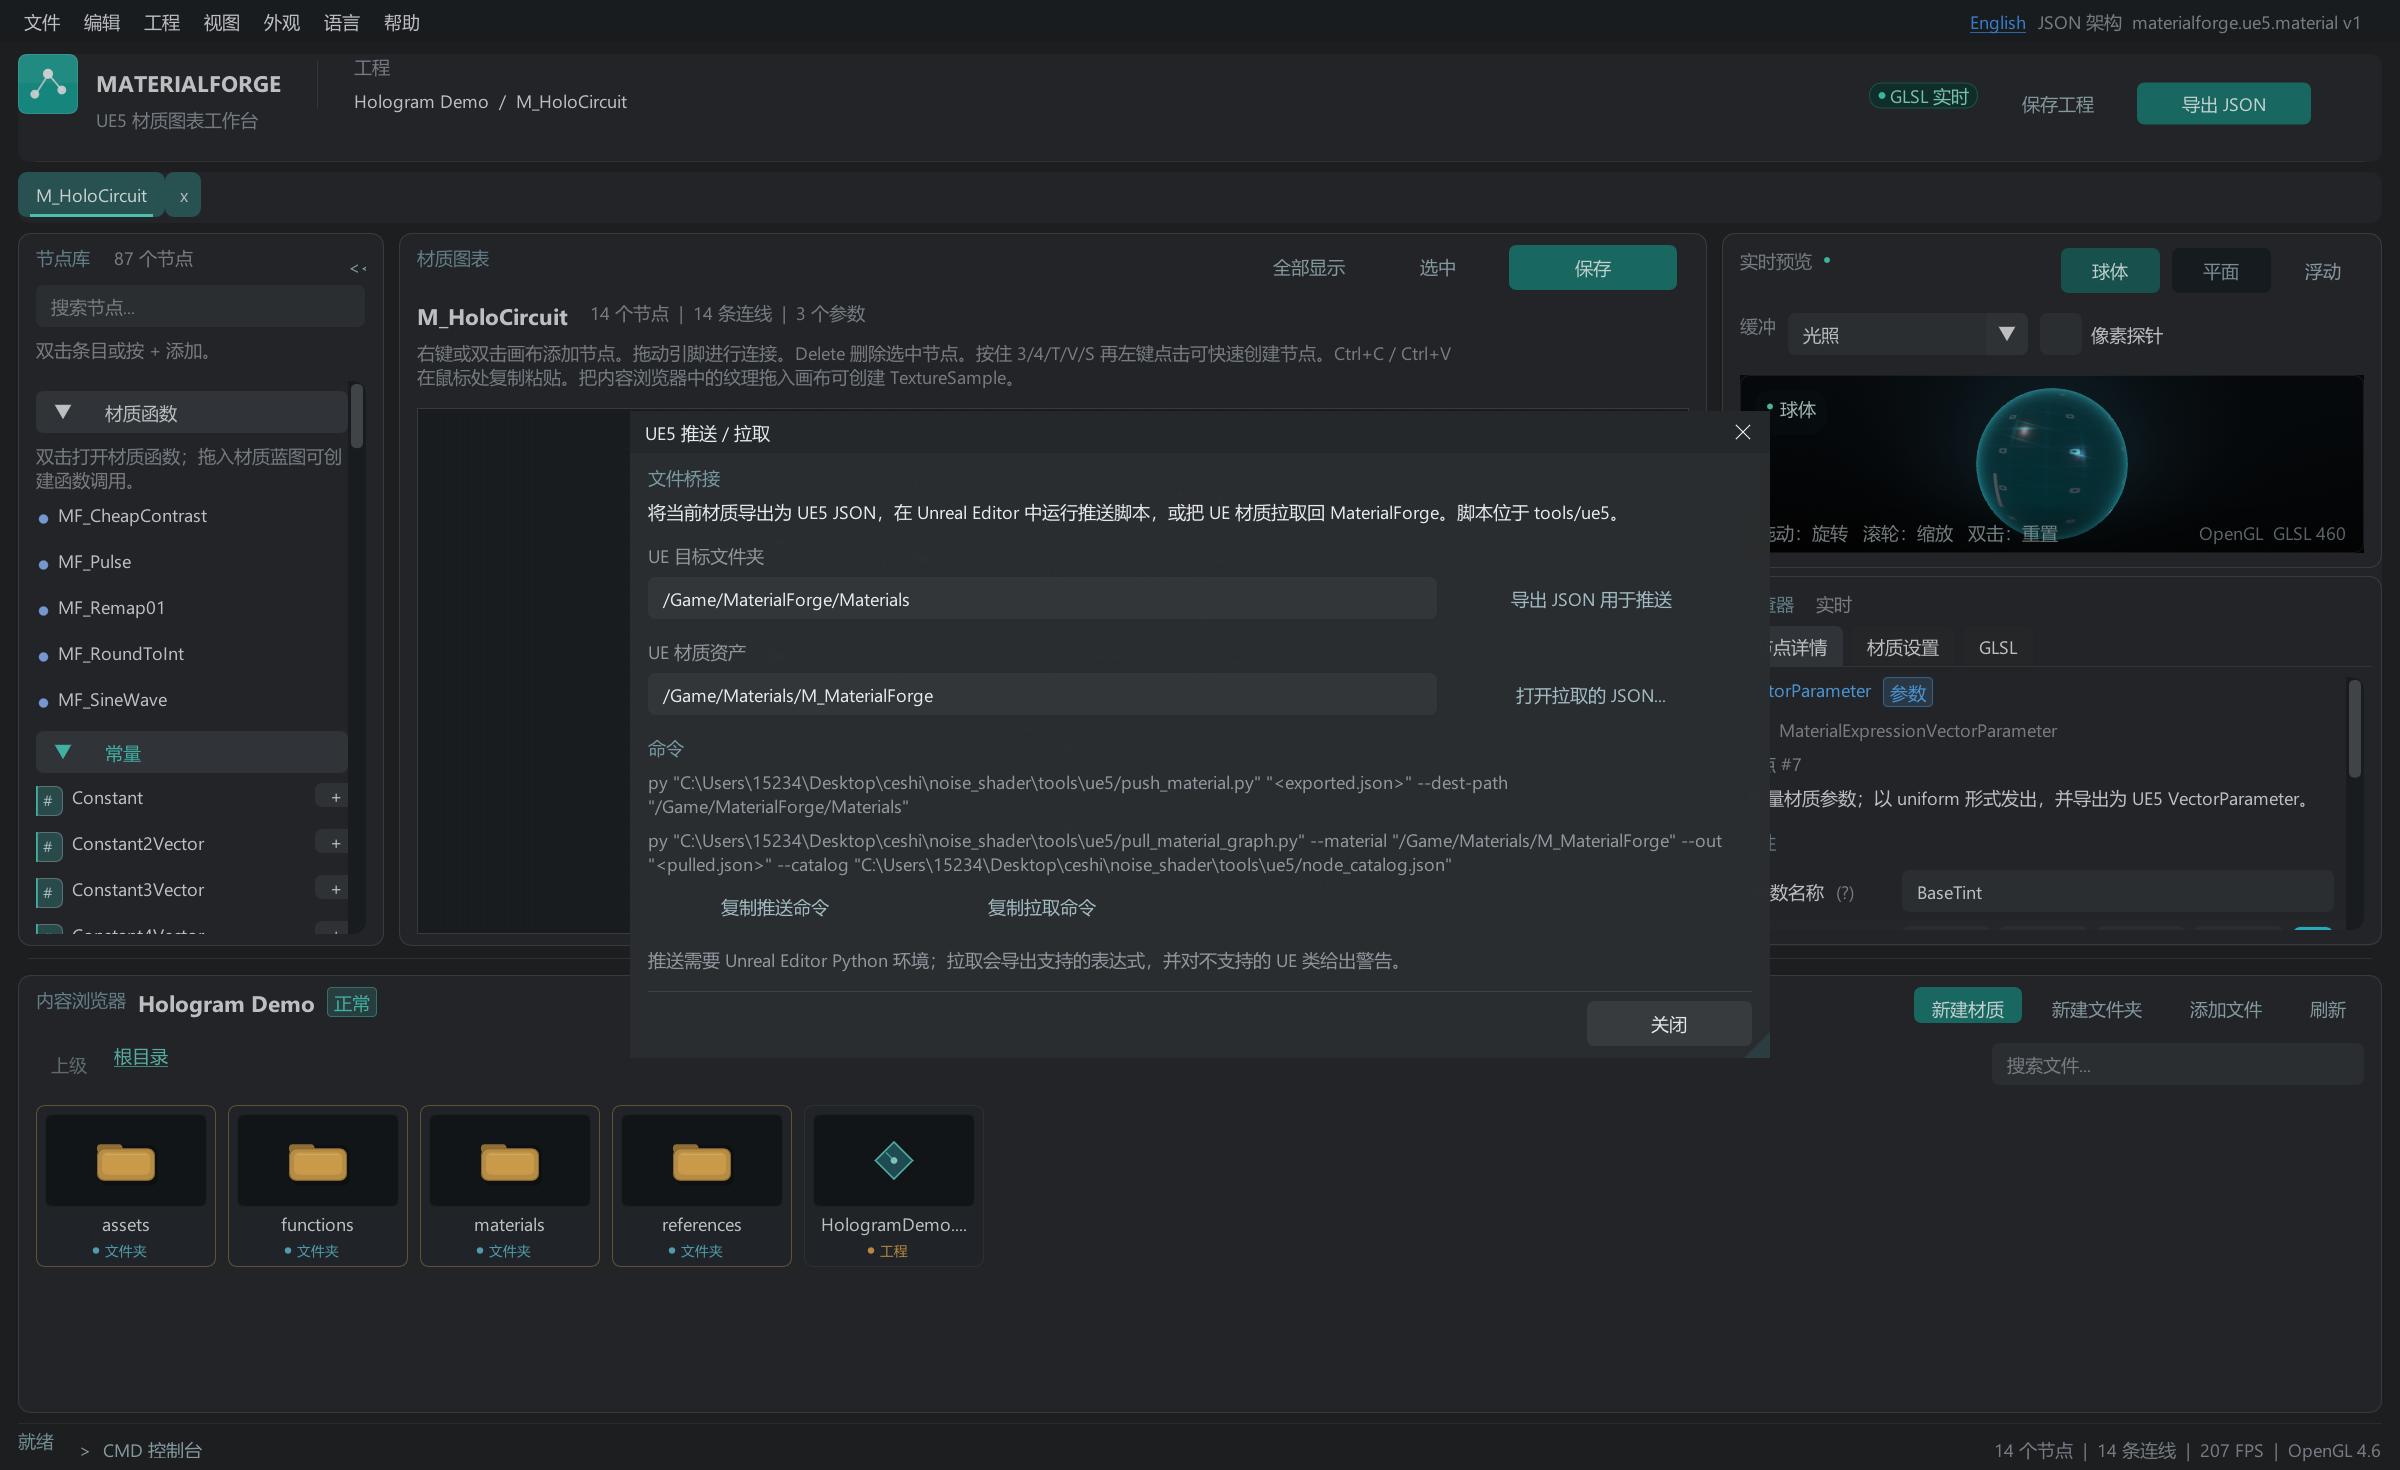 文件 编辑 工程 视图 外观 语言 帮助
English JSON 架构 materialforge.ue5.material v1
MATERIALFORGE
UE5 材质图表工作台
工程
Hologram Demo / M_HoloCircuit
GLSL 实时
保存工程
导出 JSON
M_HoloCircuit x
节点库 87 个节点
<<
搜索节点...
双击条目或按 + 添加。
材质函数
双击打开材质函数；拖入材质蓝图可创
建函数调用。
MF_CheapContrast
MF_Pulse
MF_Remap01
MF_RoundToInt
MF_SineWave
常量
# Constant +
# Constant2Vector +
# Constant3Vector +
材质图表
全部显示 选中 保存
M_HoloCircuit 14 个节点 | 14 条连线 | 3 个参数
右键或双击画布添加节点。拖动引脚进行连接。Delete 删除选中节点。按住 3/4/T/V/S 再左键点击可快速创建节点。Ctrl+C / Ctrl+V
在鼠标处复制粘贴。把内容浏览器中的纹理拖入画布可创建 TextureSample。
实时预览
球体 平面 浮动
缓冲 光照 像素探针
球体
动：旋转 滚轮：缩放 双击：重置
OpenGL GLSL 460
UE5 推送 / 拉取
文件桥接
将当前材质导出为 UE5 JSON，在 Unreal Editor 中运行推送脚本，或把 UE 材质拉取回 MaterialForge。脚本位于 tools/ue5。
UE 目标文件夹
/Game/MaterialForge/Materials
导出 JSON 用于推送
UE 材质资产
/Game/Materials/M_MaterialForge
打开拉取的 JSON...
命令
py "C:\Users\15234\Desktop\ceshi\noise_shader\tools\ue5/push_material.py" "<exported.json>" --dest-path
"/Game/MaterialForge/Materials"
py "C:\Users\15234\Desktop\ceshi\noise_shader\tools\ue5/pull_material_graph.py" --material "/Game/Materials/M_MaterialForge" --out
"<pulled.json>" --catalog "C:\Users\15234\Desktop\ceshi\noise_shader\tools\ue5/node_catalog.json"
复制推送命令 复制拉取命令
推送需要 Unreal Editor Python 环境；拉取会导出支持的表达式，并对不支持的 UE 类给出警告。
关闭
器 实时
点详情 材质设置 GLSL
torParameter 参数
MaterialExpressionVectorParameter
#7
量材质参数；以 uniform 形式发出，并导出为 UE5 VectorParameter。
数名称 (?) BaseTint
内容浏览器 Hologram Demo 正常
新建材质 新建文件夹 添加文件 刷新
上级 根目录
搜索文件...
assets
文件夹
functions
文件夹
materials
文件夹
references
文件夹
HologramDemo....
工程
就绪
> CMD 控制台
14 个节点 | 14 条连线 | 207 FPS | OpenGL 4.6